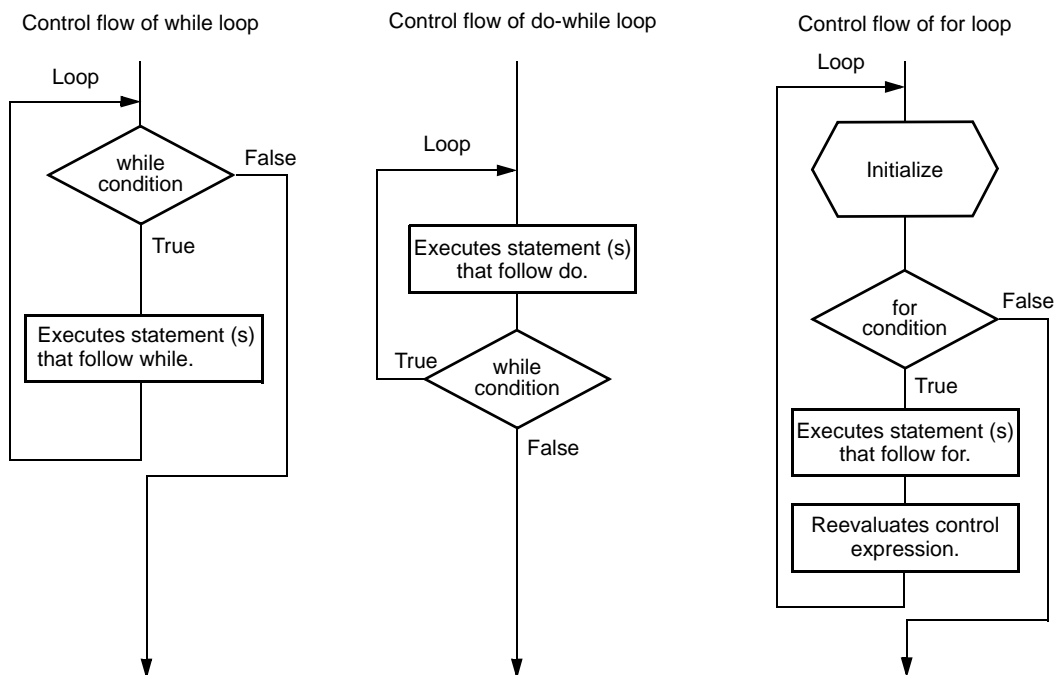 Control flow of while loop
Loop
while
condition
False
True
Executes statement (s)
that follow while.
Control flow of do-while loop
Loop
Executes statement (s)
that follow do.
True
while
condition
False
Control flow of for loop
Loop
Initialize
for
condition
False
True
Executes statement (s)
that follow for.
Reevaluates control
expression.